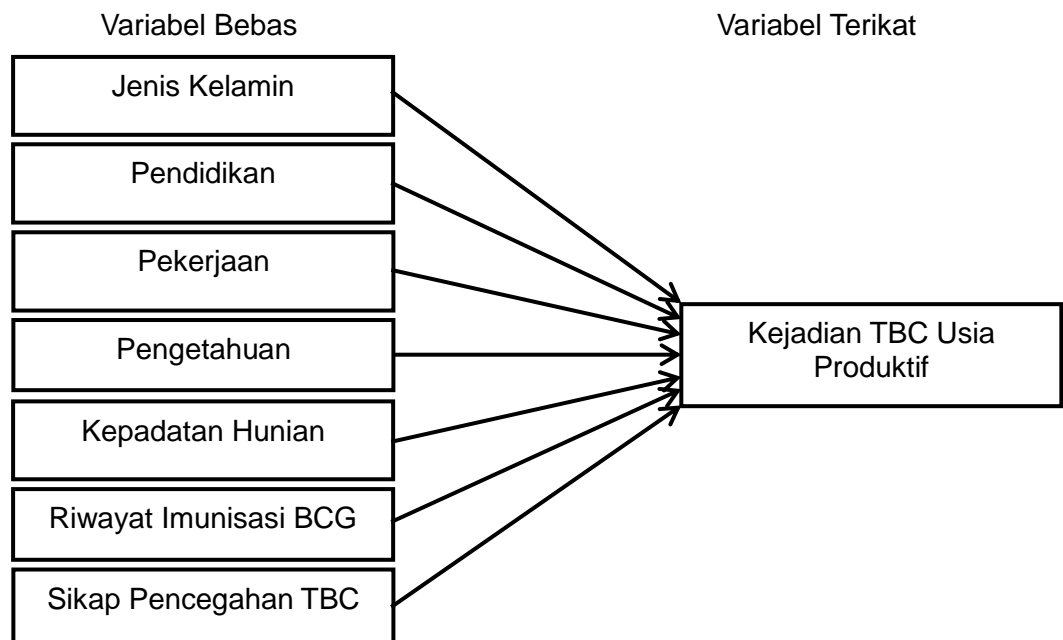 Variabel Bebas
Variabel Terikat
Jenis Kelamin
Pendidikan
Pekerjaan
Pengetahuan
Kepadatan Hunian
Riwayat Imunisasi BCG
Sikap Pencegahan TBC
Kejadian TBC Usia
Produktif